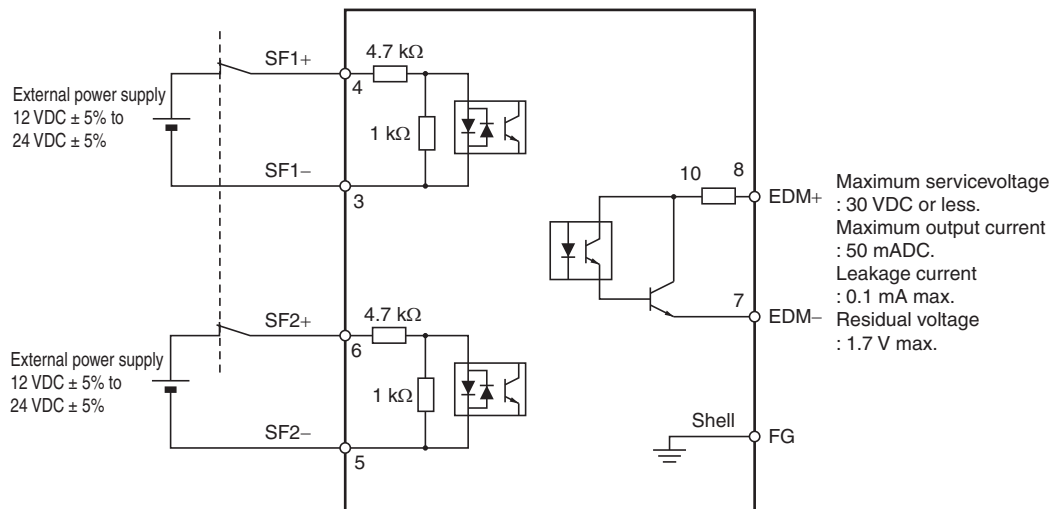 SF1+
4.7 kΩ
4
External power supply
12 VDC ± 5% to
24 VDC ± 5%
1 kΩ
SF1−
3
10
8
EDM+
Maximum servicevoltage
: 30 VDC or less.
Maximum output current
: 50 mADC.
Leakage current
: 0.1 mA max.
Residual voltage
: 1.7 V max.
7
EDM−
SF2+
4.7 kΩ
6
External power supply
12 VDC ± 5% to
24 VDC ± 5%
1 kΩ
SF2−
5
Shell
FG